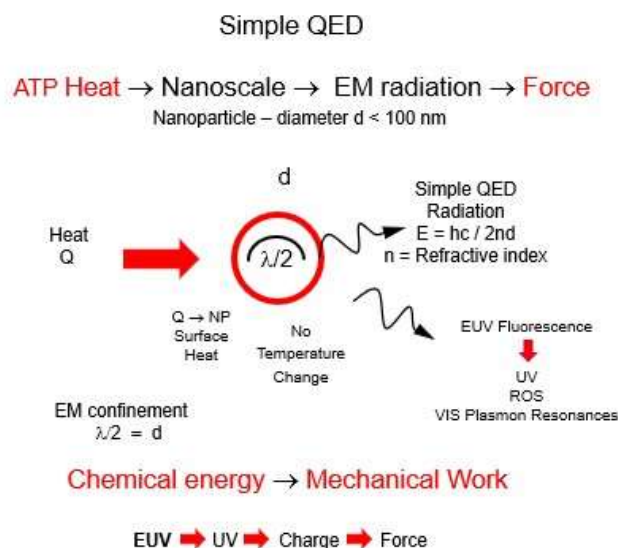 Simple QED
ATP Heat → Nanoscale → EM radiation → Force
Nanoparticle – diameter d < 100 nm
d
Simple QED
Radiation
E = hc / 2nd
n = Refractive index
Heat
Q
λ/2
Q → NP
Surface
Heat
No
Temperature
Change
EUV Fluorescence
UV
ROS
VIS Plasmon Resonances
EM confinement
λ/2 = d
Chemical energy → Mechanical Work
EUV → UV → Charge → Force